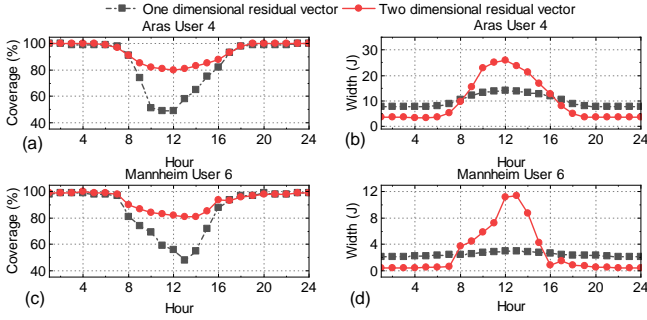 One dimensional residual vector Two dimensional residual vector
Aras User 4 Aras User 4
100 80 60 40 Coverage (%)
30 20 10 0 Width (J)
4 8 12 16 20 24
4 8 12 16 20 24
(a) Hour (b) Hour
Mannheim User 6 Mannheim User 6
100 80 60 40 Coverage (%)
12 8 4 0 Width (J)
4 8 12 16 20 24
4 8 12 16 20 24
(c) Hour (d) Hour